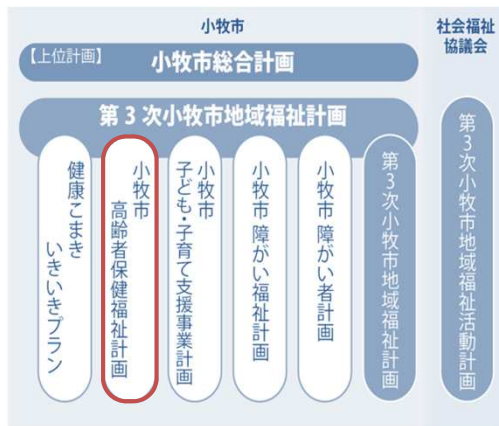 小牧市
社会福祉
協議会
【上位計画】
小牧市総合計画
第3次小牧市地域福祉計画
健康こまき
いきいきプラン
小牧市
高齢者保健福祉計画
小牧市
子ども・子育て支援事業計画
小牧市 障がい福祉計画
小牧市 障がい者計画
第3次小牧市地域福祉計画
第3次小牧市地域福祉活動計画